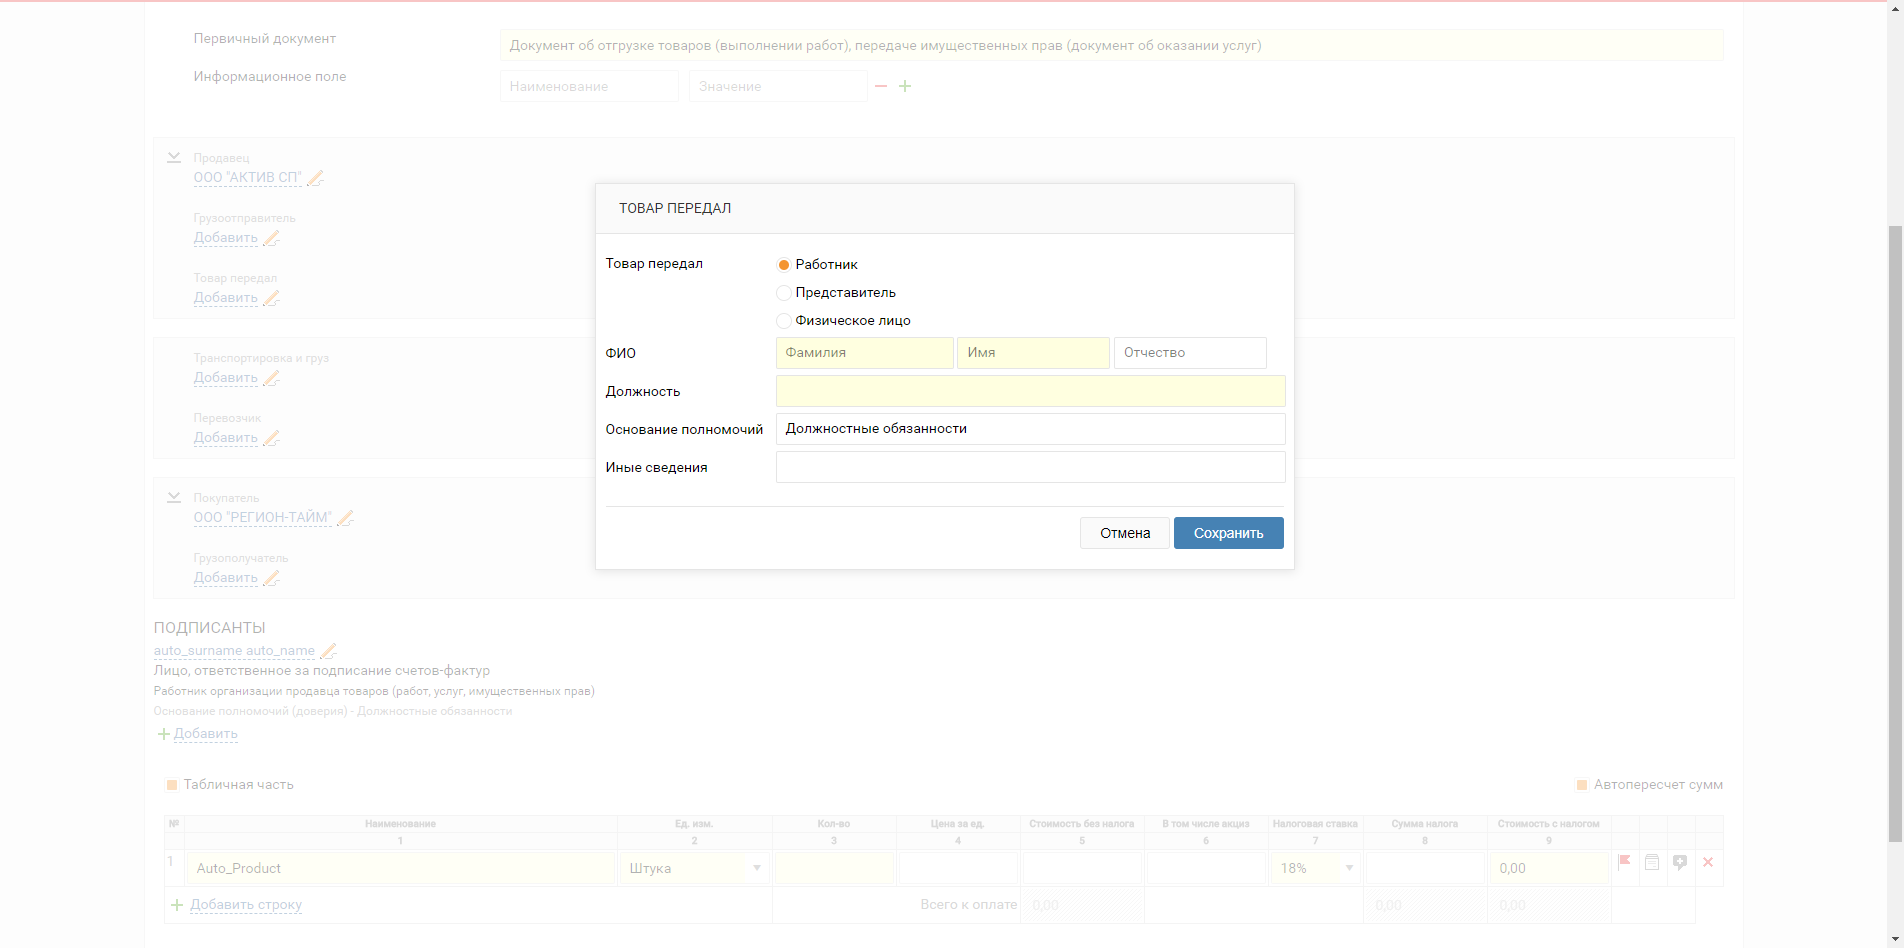 Первичный документ
Документ об отгрузке товаров (выполнении работ), передаче имущественных прав (документ об оказании услуг)
Информационное поле
Наименование
Значение
Продавец
ООО "АКТИВ СП"
Грузоотправитель
Добавить
Товар передал
Добавить
Транспортировка и груз
Добавить
Перевозчик
Добавить
Покупатель
ООО "РЕГИОН-ТАЙМ"
Грузополучатель
Добавить
ТОВАР ПЕРЕДАЛ
Товар передал
Работник
Представитель
Физическое лицо
ФИО
Фамилия
Имя
Отчество
Должность
Основание полномочий
Должностные обязанности
Иные сведения
Отмена
Сохранить
ПОДПИСАНТЫ
auto_surname auto_name
Лицо, ответственное за подписание счетов-фактур
Работник организации продавца товаров (работ, услуг, имущественных прав)
Основание полномочий (доверия) - Должностные обязанности
Добавить
Табличная часть
Автопересчет сумм
№ Наименование Ед. изм. Кол-во Цена за ед. Стоимость без налога В том числе акциз Налоговая ставка Сумма налога Стоимость с налогом
1 2 3 4 5 6 7 8 9
1 Auto_Product Штука 18% 0,00
Добавить строку Всего к оплате 0,00 0,00 0,00